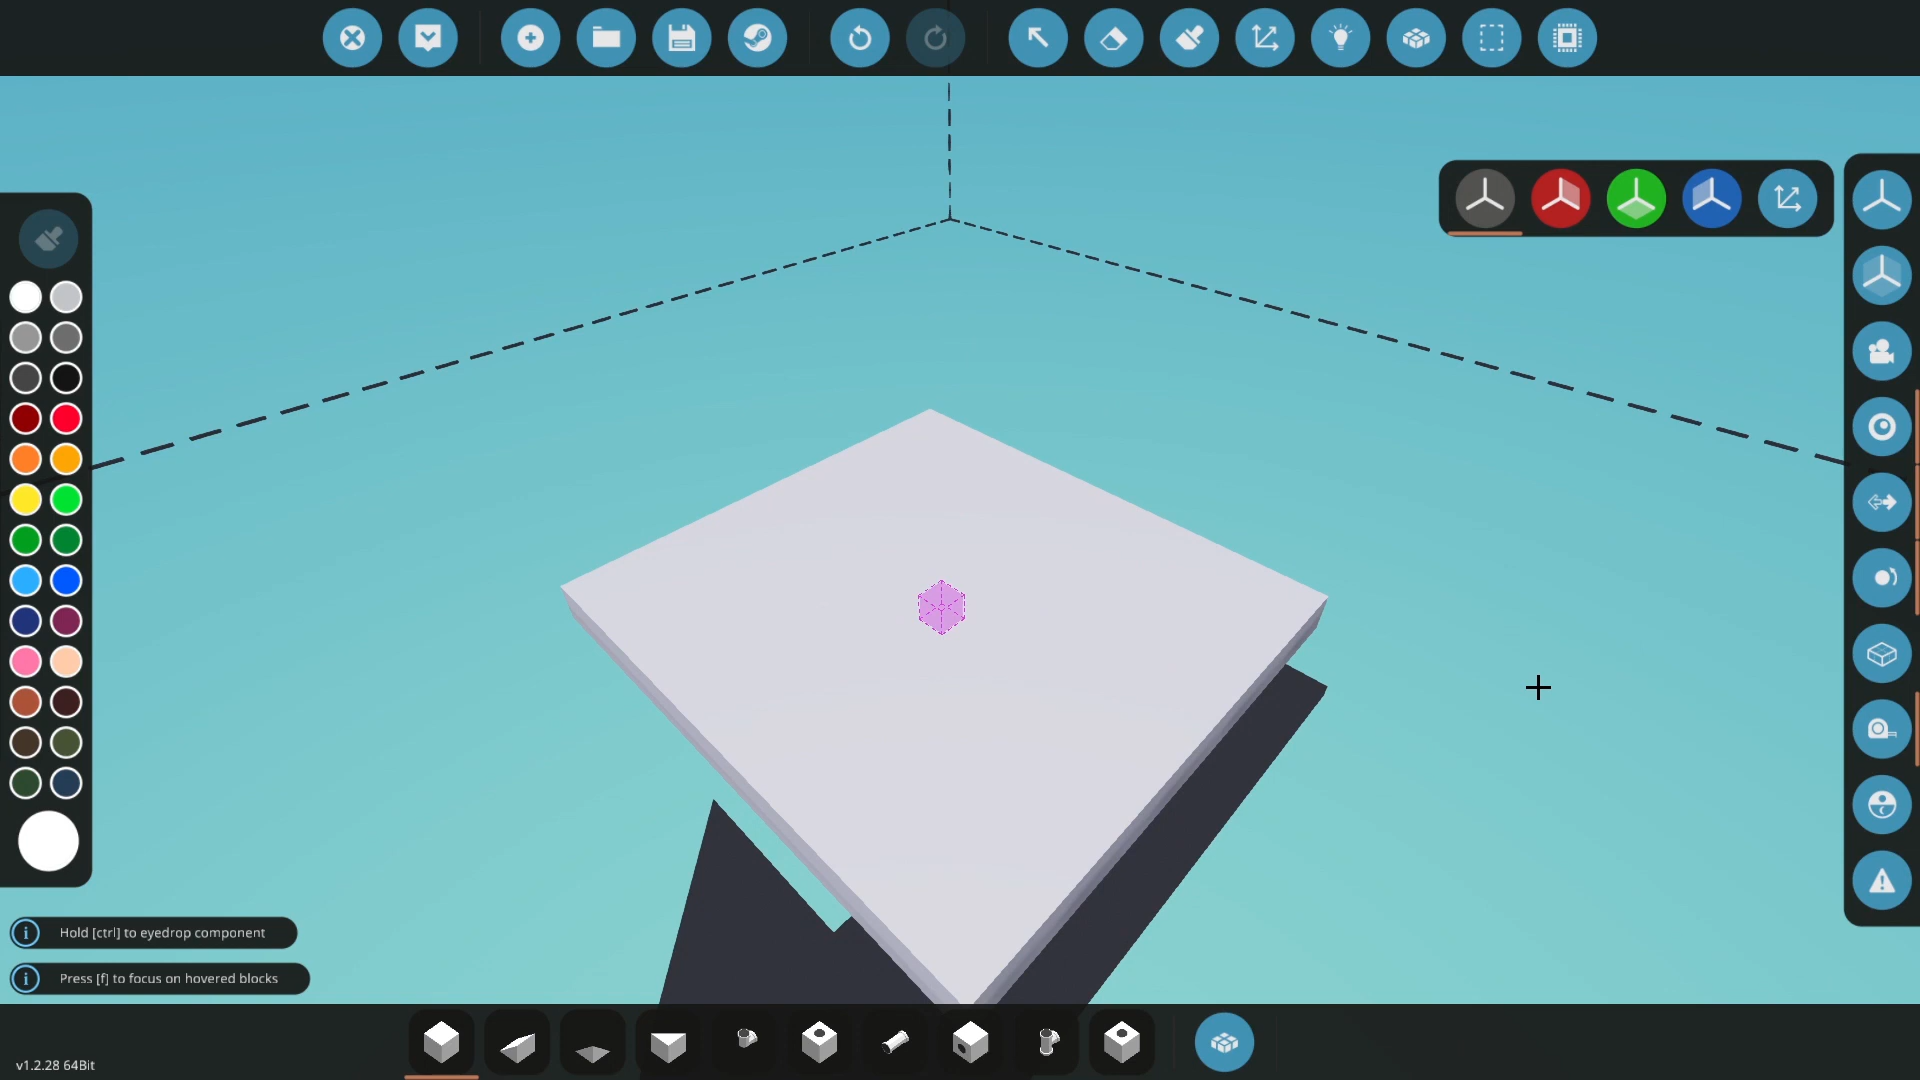 Hold [ctrl] to eyedrop component
Press [f] to focus on hovered blocks
v1.2.28 64Bit